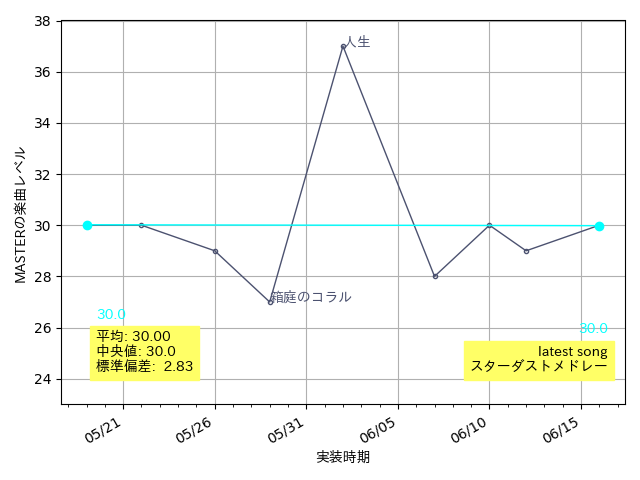 38
36
34
32
30
28
26
24
MASTERの楽曲レベル
人生
箱庭のコラル
30.0
平均: 30.00
中央値: 30.0
標準偏差: 2.83
30.0
latest song
スターダストメドレー
05/21
05/26
05/31
06/05
06/10
06/15
実装時期